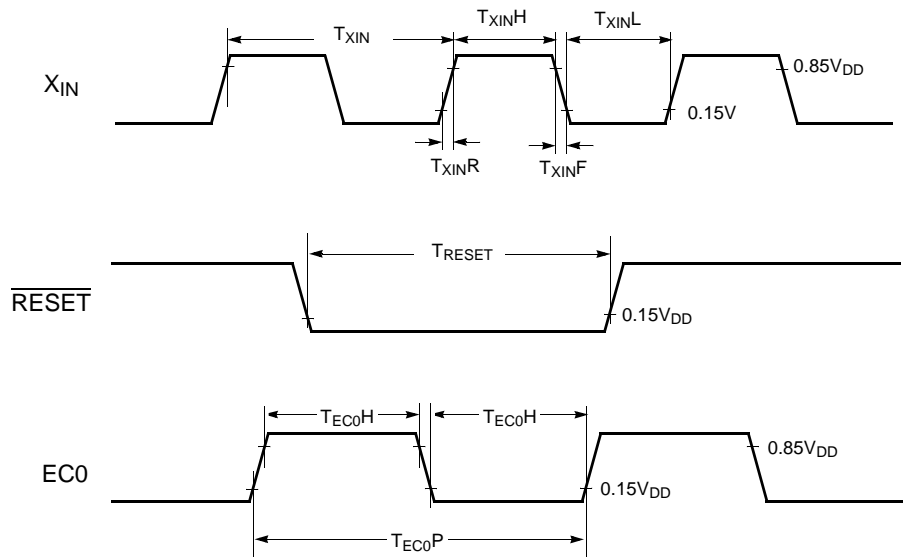 TXIN TXINH TXINL
XIN
0.85VDD
0.15V
TXINR TXINF
TRESET
RESET
0.15VDD
TEC0H TEC0H
EC0
0.85VDD
0.15VDD
TEC0P